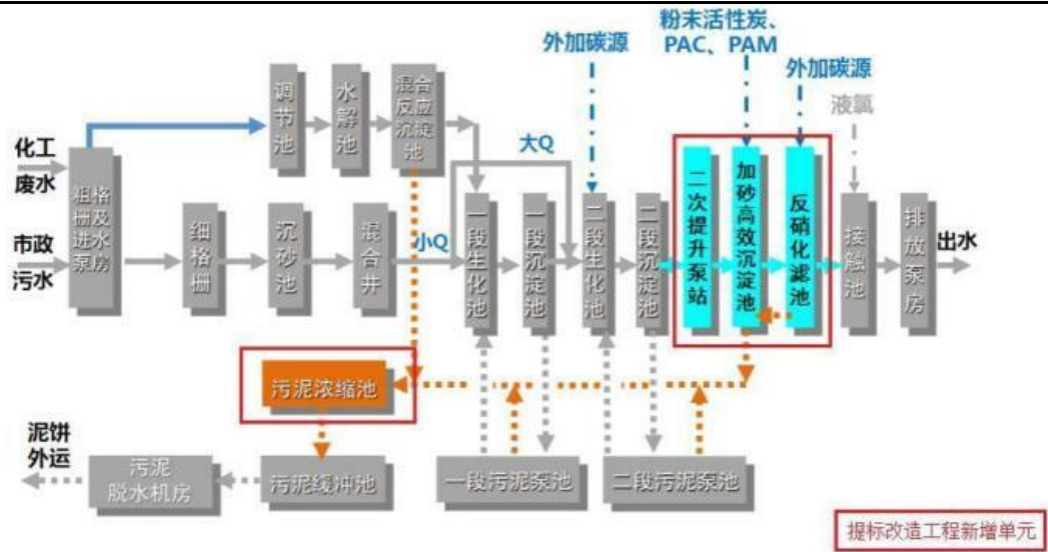 粉末活性炭、
PAC、PAM
外加碳源
外加碳源
液氯
调节池
水解池
混合
反应
沉淀
池
大Q
化工
废水
粗格
栅及
进水
泵房
市政
污水
细格栅
沉砂池
混合井
小Q
一段生化池
一段沉淀池
二段生化池
二段沉淀池
二次提升泵站
加砂高效沉淀池
反硝化滤池
接触池
排放泵房
出水
污泥浓缩池
泥饼
外运
污泥
脱水机房
污泥缓冲池
一段污泥泵池
二段污泥泵池
提标改造工程新增单元